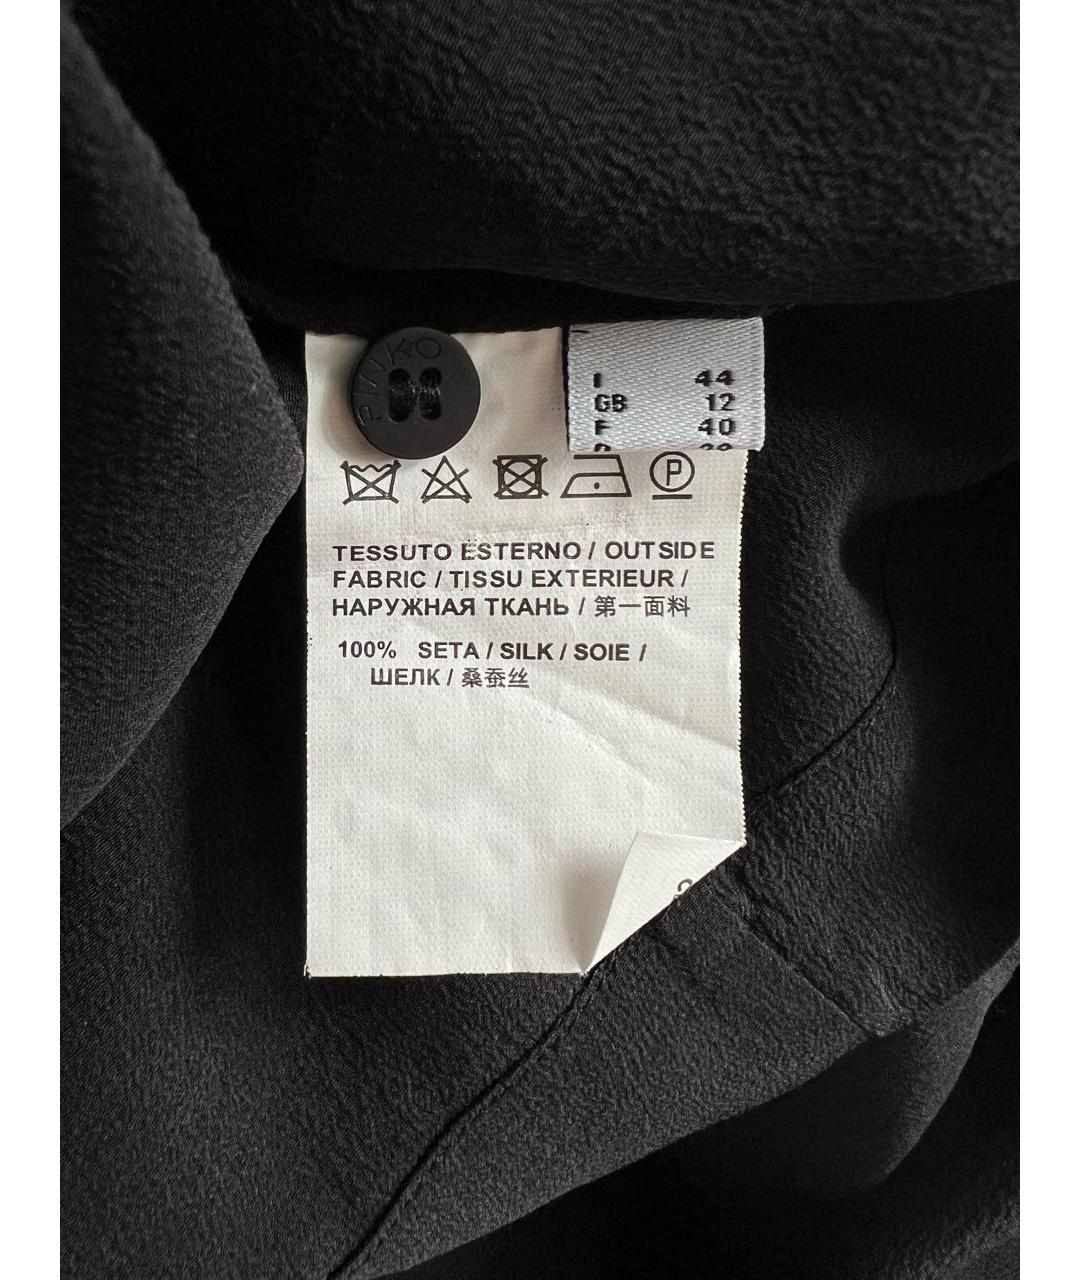 PINKO
I 44
GB 12
F 40
P
TESSUTO ESTERNO / OUTSIDE
FABRIC / TISSU EXTERIEUR /
НАРУЖНАЯ ТКАНЬ / 第一面料
100% SETA / SILK / SOIE /
ШЕЛК / 桑蚕丝